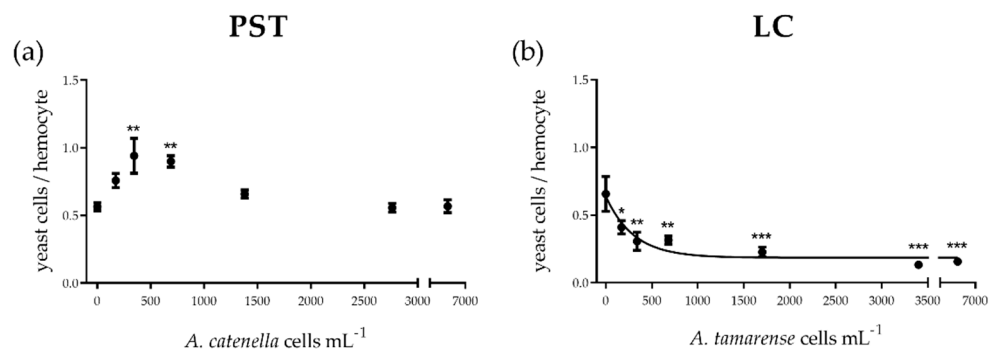 PST
LC
(a)
(b)
yeast cells / hemocyte
1.5
1.0
0.5
0.0
**
**
0 500 1000 1500 2000 2500 3000 7000
A. catenella cells mL-1
yeast cells / hemocyte
1.5
1.0
0.5
0.0
*
**
**
***
***
***
0 500 1000 1500 2000 2500 3000 3500 7000
A. tamarense cells mL-1